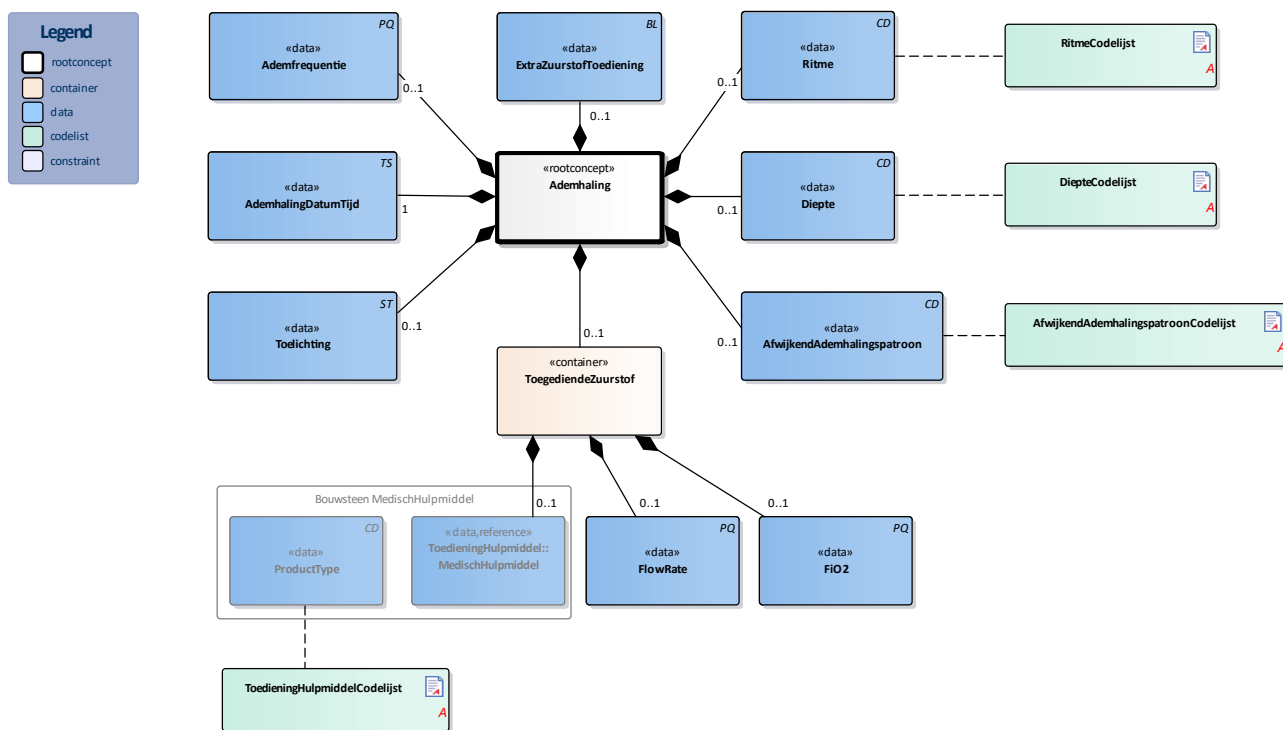 Legend
rootconcept
container
data
codelist
constraint
PQ
«data»
Ademfrequentie
0..1
BL
«data»
ExtraZuurstofToediening
0..1
CD
«data»
Ritme
0..1
RitmeCodelijst
A
TS
«data»
AdemhalingDatumTijd
1
«rootconcept»
Ademhaling
CD
«data»
Diepte
0..1
DiepteCodelijst
A
ST
«data»
Toelichting
0..1
0..1
CD
«data»
AfwijkendAdemhalingspatroon
0..1
AfwijkendAdemhalingspatroonCodelijst
A
«container»
ToegediendeZuurstof
Bouwsteen MedischHulpmiddel
0..1
0..1
0..1
CD
«data»
ProductType
«data,reference»
ToedieningHulpmiddel::
MedischHulpmiddel
PQ
«data»
FlowRate
PQ
«data»
FiO2
ToedieningHulpmiddelCodelijst
A